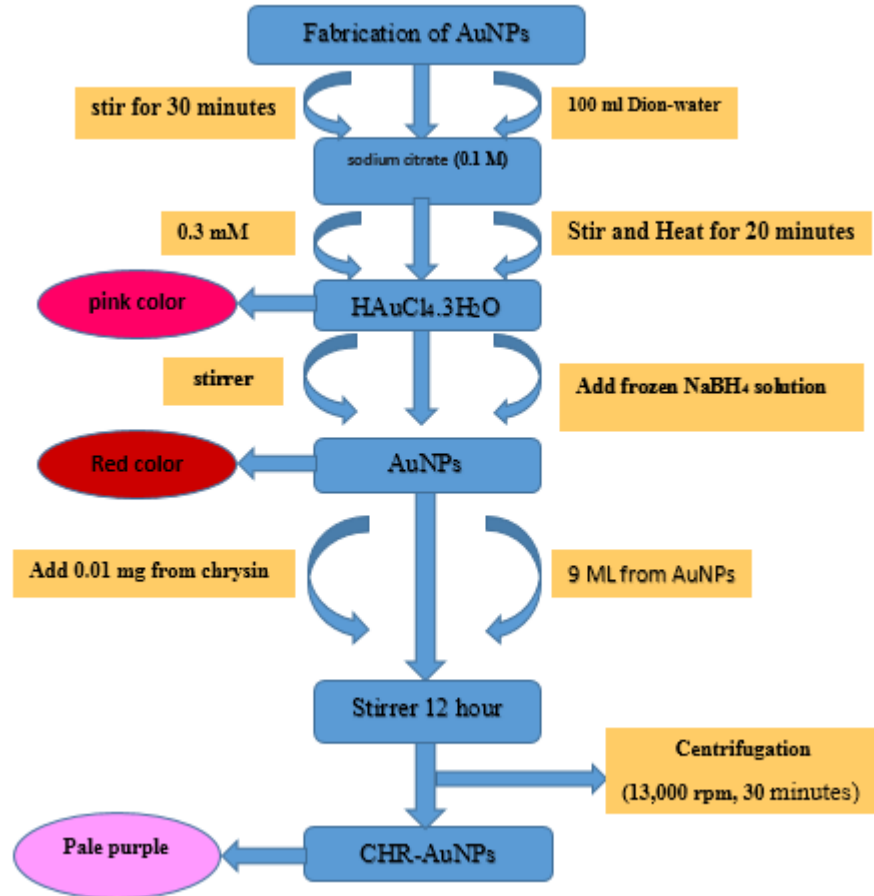 Fabrication of AuNPs
stir for 30 minutes
100 ml Dion-water
sodium citrate (0.1 M)
0.3 mM
Stir and Heat for 20 minutes
pink color
HAuCl₄.3H₂O
stirrer
Add frozen NaBH₄ solution
Red color
AuNPs
Add 0.01 mg from chrysin
9 ML from AuNPs
Stirrer 12 hour
Centrifugation
(13,000 rpm, 30 minutes)
Pale purple
CHR-AuNPs